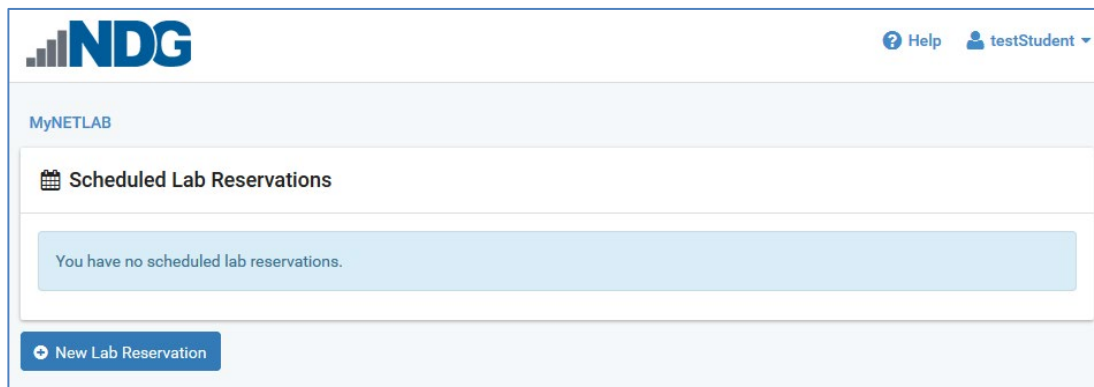 NDG
Help testStudent
MyNETLAB
Scheduled Lab Reservations
You have no scheduled lab reservations.
New Lab Reservation